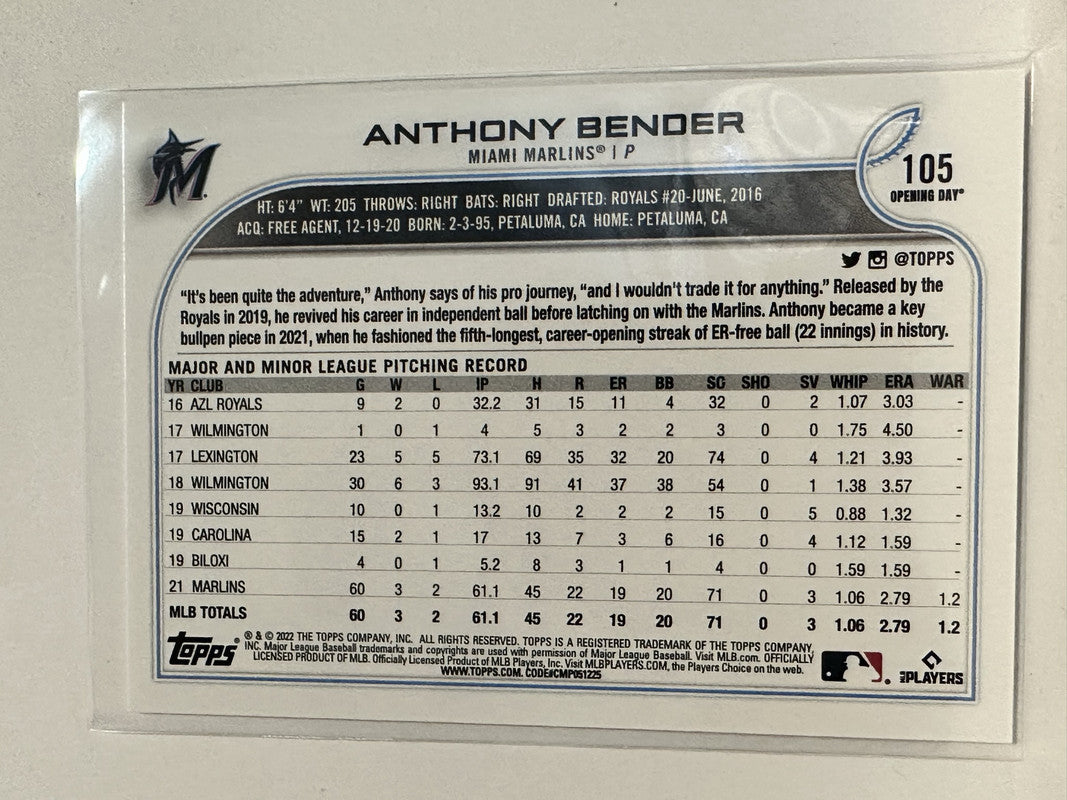 ANTHONY BENDER
MIAMI MARLINS® | P
M
105
OPENING DAY®
HT: 6'4" WT: 205 THROWS: RIGHT BATS: RIGHT DRAFTED: ROYALS #20-JUNE, 2016
ACQ: FREE AGENT, 12-19-20 BORN: 2-3-95, PETALUMA, CA HOME: PETALUMA, CA
@TOPPS
"It's been quite the adventure," Anthony says of his pro journey, "and I wouldn't trade it for anything." Released by the
Royals in 2019, he revived his career in independent ball before latching on with the Marlins. Anthony became a key
bullpen piece in 2021, when he fashioned the fifth-longest, career-opening streak of ER-free ball (22 innings) in history.
MAJOR AND MINOR LEAGUE PITCHING RECORD
YR CLUB G W L IP H R ER BB SO SHO SV WHIP ERA WAR
16 AZL ROYALS 9 2 0 32.2 31 15 11 4 32 0 2 1.07 3.03 -
17 WILMINGTON 1 0 1 4 5 3 2 2 3 0 0 1.75 4.50 -
17 LEXINGTON 23 5 5 73.1 69 35 32 20 74 0 4 1.21 3.93 -
18 WILMINGTON 30 6 3 93.1 91 41 37 38 54 0 1 1.38 3.57 -
19 WISCONSIN 10 0 1 13.2 10 2 2 2 15 0 5 0.88 1.32 -
19 CAROLINA 15 2 1 17 13 7 3 6 16 0 4 1.12 1.59 -
19 BILOXI 4 0 1 5.2 8 3 1 1 4 0 0 1.59 1.59 -
21 MARLINS 60 3 2 61.1 45 22 19 20 71 0 3 1.06 2.79 1.2
MLB TOTALS 60 3 2 61.1 45 22 19 20 71 0 3 1.06 2.79 1.2
Topps®
® & © 2022 THE TOPPS COMPANY, INC. ALL RIGHTS RESERVED. TOPPS IS A REGISTERED TRADEMARK OF THE TOPPS COMPANY,
INC. Major League Baseball trademarks and copyrights are used with permission of Major League Baseball. Visit MLB.com. OFFICIALLY
LICENSED PRODUCT OF MLB. Officially Licensed Product of MLB Players, Inc. Visit MLBPLAYERS.COM, the Players Choice on the web.
WWW.TOPPS.COM. CODE#CMP051225
MLB PLAYERS